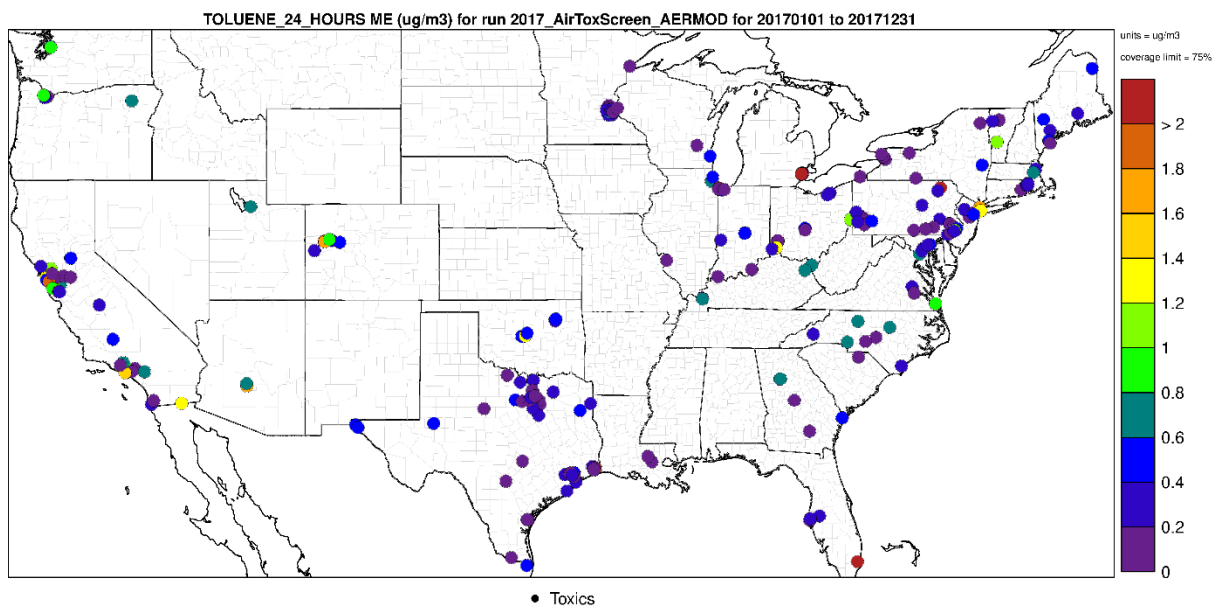 TOLUENE_24_HOURS ME (ug/m3) for run 2017_AirToxScreen_AERMOD for 20170101 to 20171231
units = ug/m3
coverage limit = 75%
> 2
1.8
1.6
1.4
1.2
1
0.8
0.6
0.4
0.2
0
Toxics